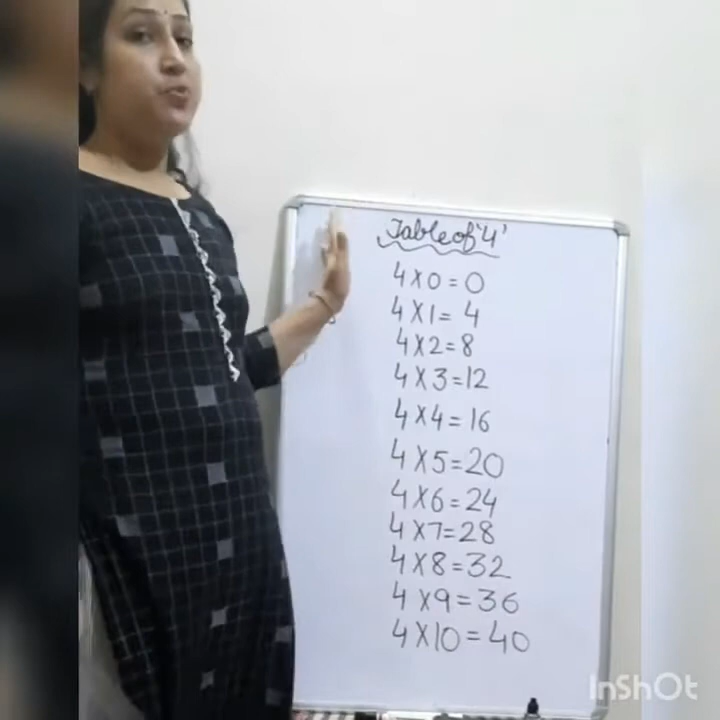 Table of '4'
4 X 0 = 0
4 X 1 = 4
4 X 2 = 8
4 X 3 = 12
4 X 4 = 16
4 X 5 = 20
4 X 6 = 24
4 X 7 = 28
4 X 8 = 32
4 X 9 = 36
4 X 10 = 40
InShOt